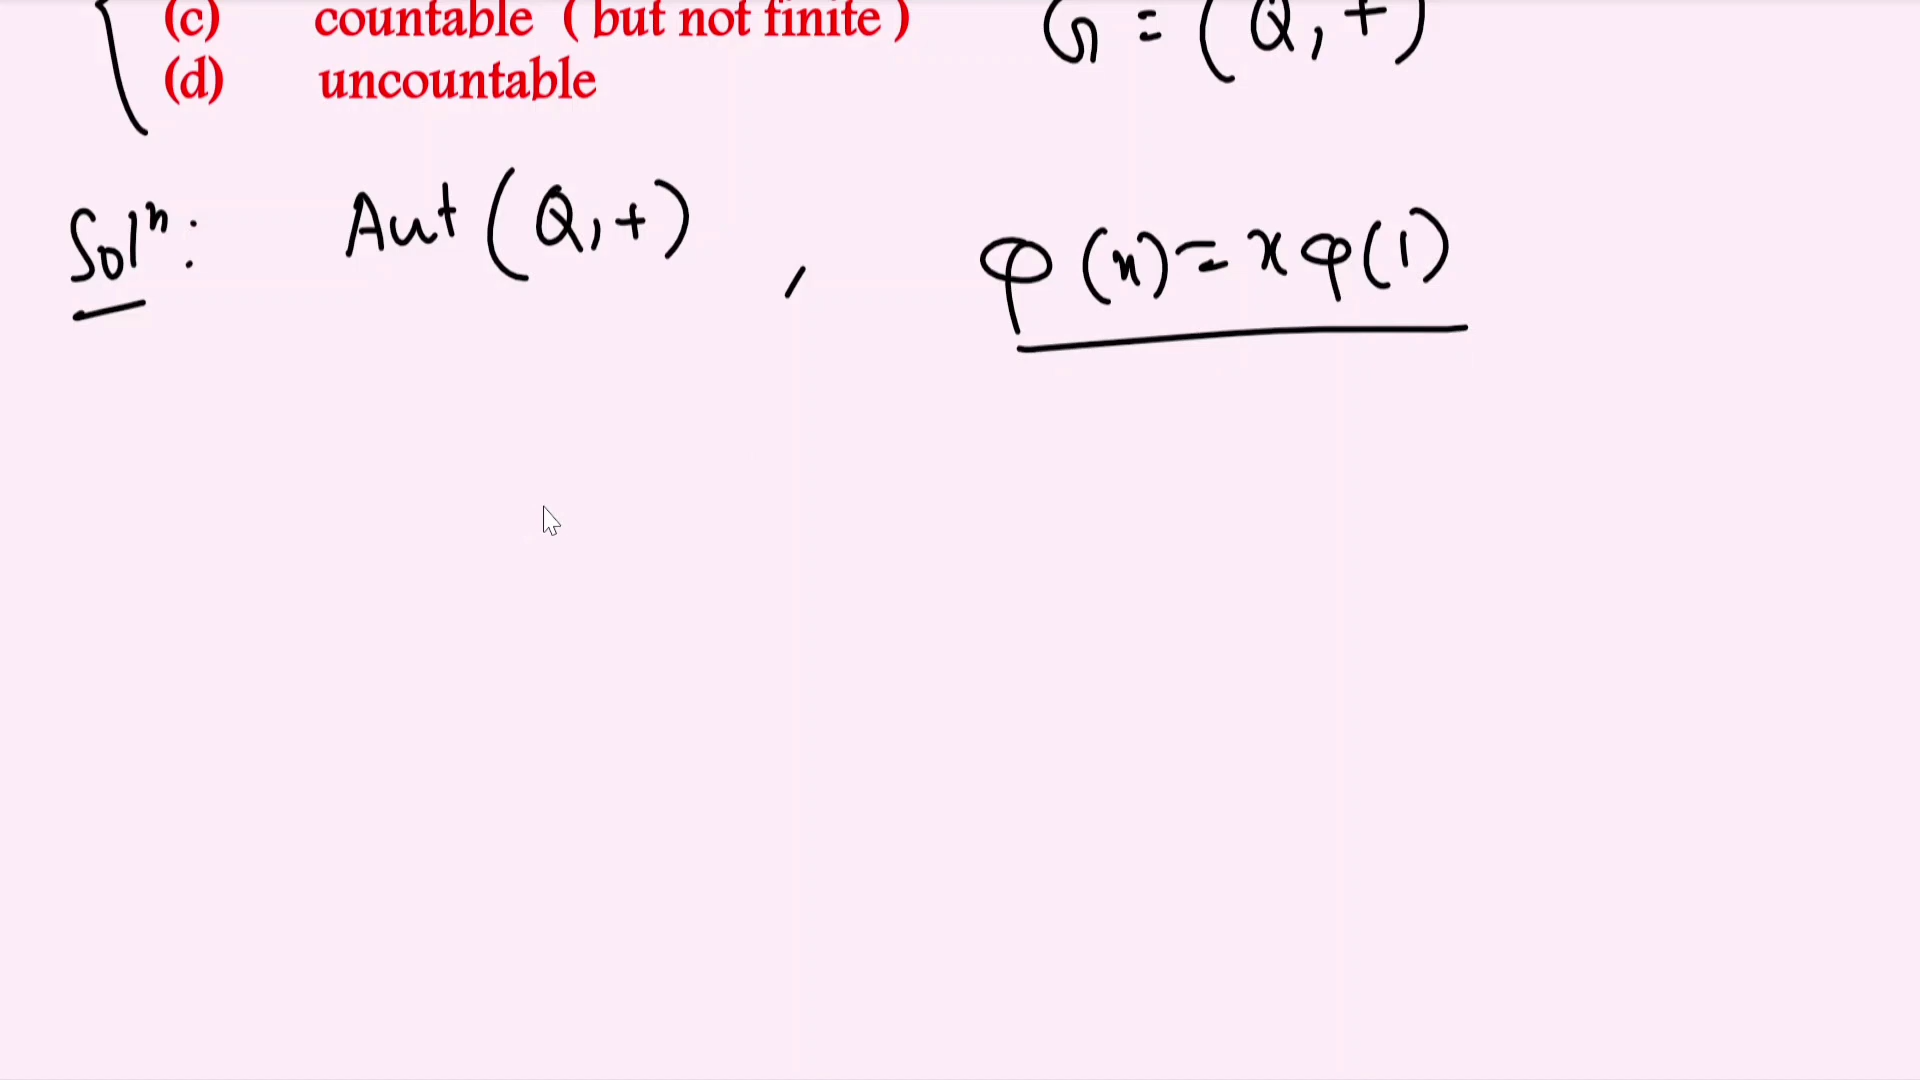 (c) countable ( but not finite ) G = (Q, +)
(d) uncountable
Solⁿ: Aut (Q, +) , φ(x) = x φ(1)